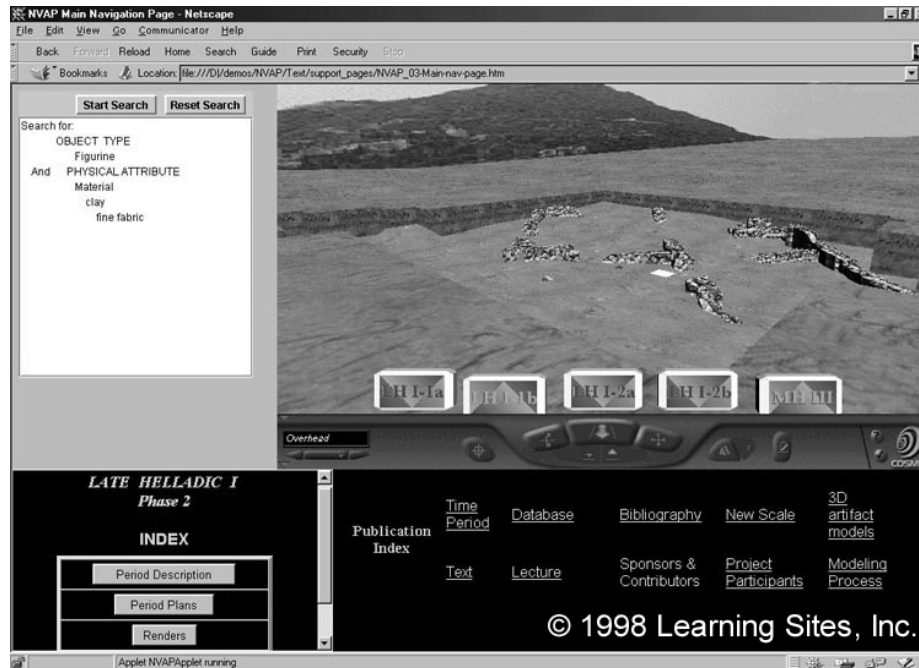 NVAP Main Navigation Page - Netscape
File Edit View Go Communicator Help
Back Forward Reload Home Search Guide Print Security Stop
Bookmarks Location: file:///D|/demos/NVAP/Text/support_pages/NVAP_03-Main-nav-page.htm
Start Search Reset Search
Search for:
OBJECT TYPE
Figurine
And PHYSICAL ATTRIBUTE
Material
clay
fine fabric
LH I-1a LH I-1b LH I-2a LH I-2b MH III
Overhead
COSM
LATE HELLADIC I
Phase 2
INDEX
Period Description
Period Plans
Renders
Publication Index
Time Period
Database
Bibliography
New Scale
3D artifact models
Text
Lecture
Sponsors & Contributors
Project Participants
Modeling Process
© 1998 Learning Sites, Inc.
Applet NVAPApplet running